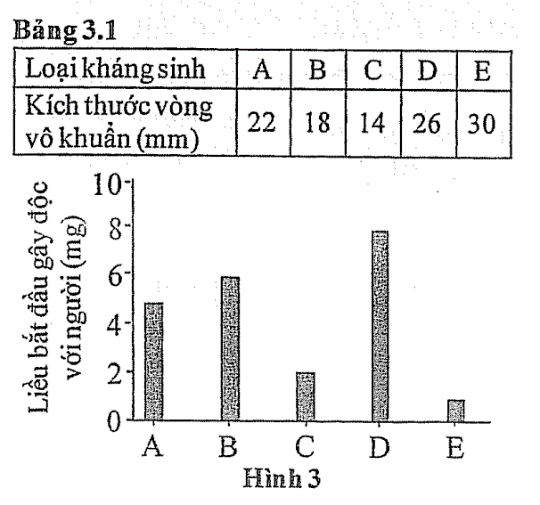 Bảng 3.1
Loại kháng sinh A B C D E
Kích thước vòng
vô khuẩn (mm) 22 18 14 26 30
Liều bắt đầu gây độc
với người (mg)
10
8
6
4
2
0
A B C D E
Hình 3